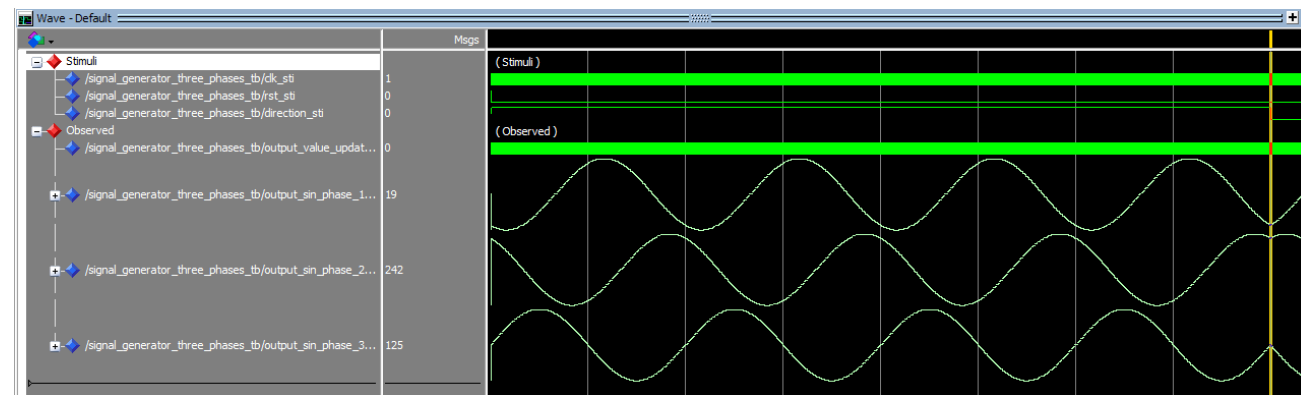 Wave - Default
Msgs
Stimuli
(Stimuli)
/signal_generator_three_phases_tb/clk_sti 1
/signal_generator_three_phases_tb/rst_sti 0
/signal_generator_three_phases_tb/direction_sti 0
Observed
(Observed)
/signal_generator_three_phases_tb/output_value_updat... 0
/signal_generator_three_phases_tb/output_sin_phase_1... 19
/signal_generator_three_phases_tb/output_sin_phase_2... 242
/signal_generator_three_phases_tb/output_sin_phase_3... 125